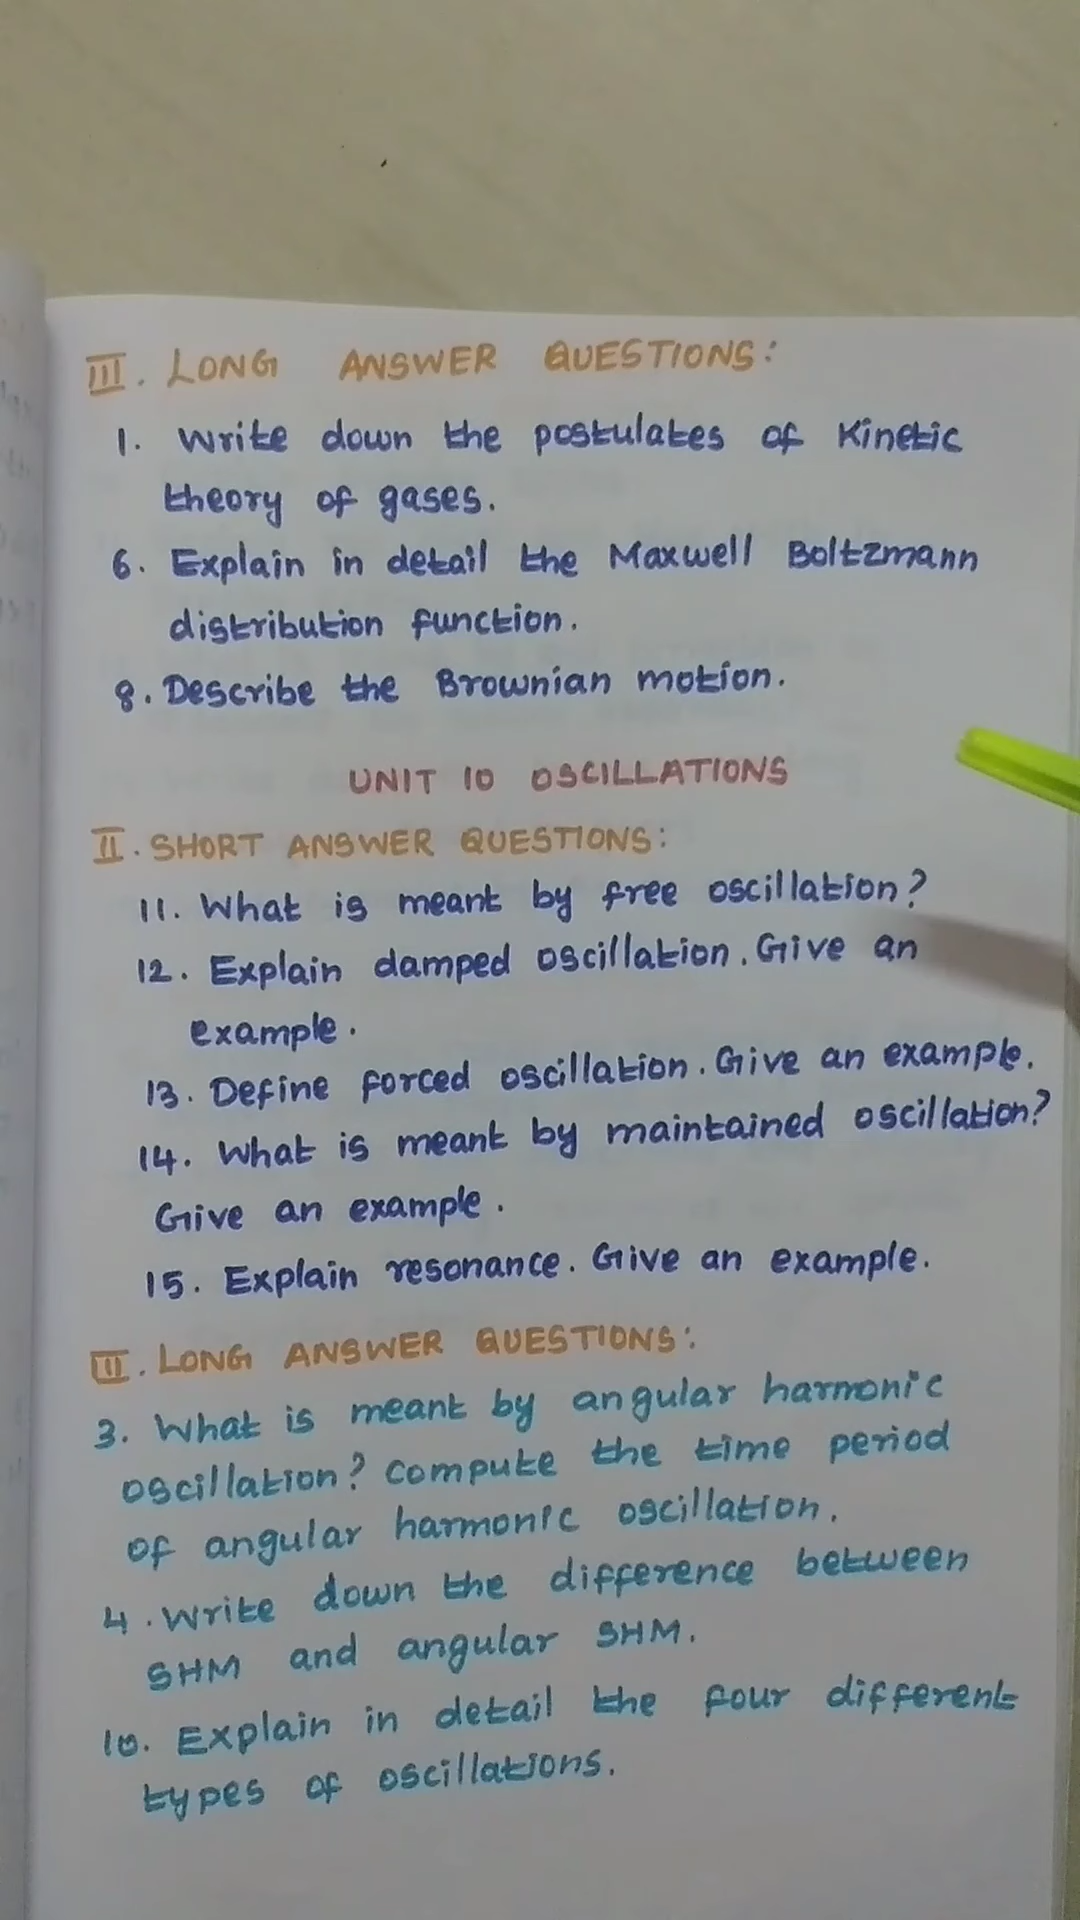 III. LONG ANSWER QUESTIONS:
1. Write down the postulates of Kinetic
theory of gases.
6. Explain in detail the Maxwell Boltzmann
distribution function.
8. Describe the Brownian motion.
UNIT 10 OSCILLATIONS
II. SHORT ANSWER QUESTIONS:
11. What is meant by free oscillation?
12. Explain damped oscillation. Give an
example.
13. Define forced oscillation. Give an example.
14. What is meant by maintained oscillation?
Give an example.
15. Explain resonance. Give an example.
III. LONG ANSWER QUESTIONS:
3. What is meant by angular harmonic
oscillation? Compute the time period
of angular harmonic oscillation.
4. Write down the difference between
SHM and angular SHM.
10. Explain in detail the four different
types of oscillations.